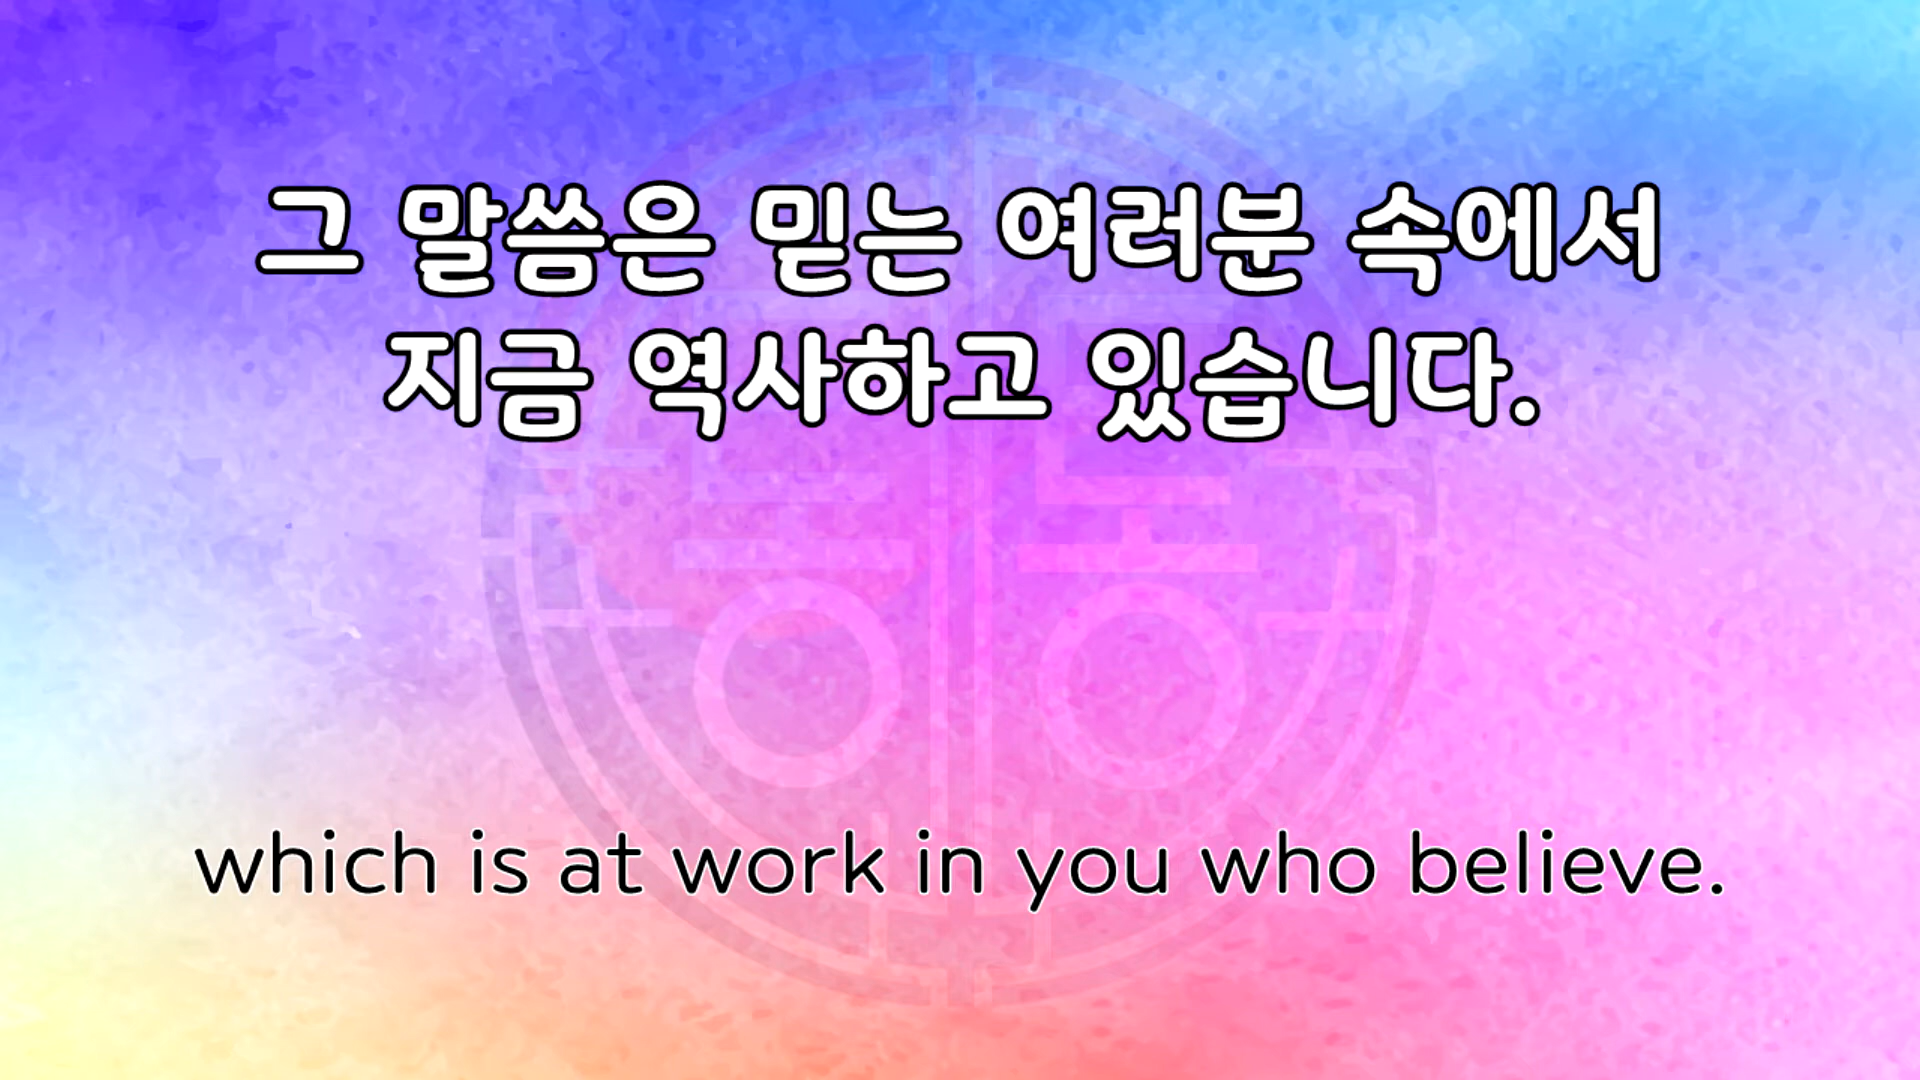 그 말씀은 믿는 여러분 속에서
지금 역사하고 있습니다.
which is at work in you who believe.